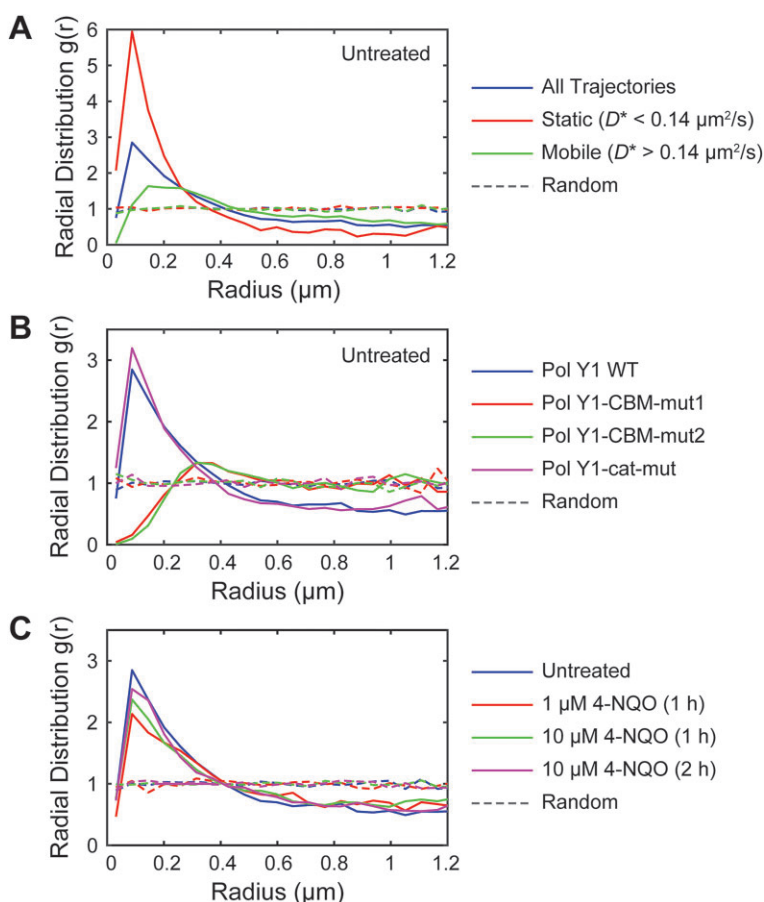 A
Radial Distribution g(r)
6
5
4
3
2
1
0
Untreated
0
0.2
0.4
0.6
0.8
1
1.2
Radius (µm)
All Trajectories
Static (D* < 0.14 µm²/s)
Mobile (D* > 0.14 µm²/s)
Random
B
Radial Distribution g(r)
3
2
1
0
Untreated
0
0.2
0.4
0.6
0.8
1
1.2
Radius (µm)
Pol Y1 WT
Pol Y1-CBM-mut1
Pol Y1-CBM-mut2
Pol Y1-cat-mut
Random
C
Radial Distribution g(r)
3
2
1
0
0
0.2
0.4
0.6
0.8
1
1.2
Radius (µm)
Untreated
1 µM 4-NQO (1 h)
10 µM 4-NQO (1 h)
10 µM 4-NQO (2 h)
Random